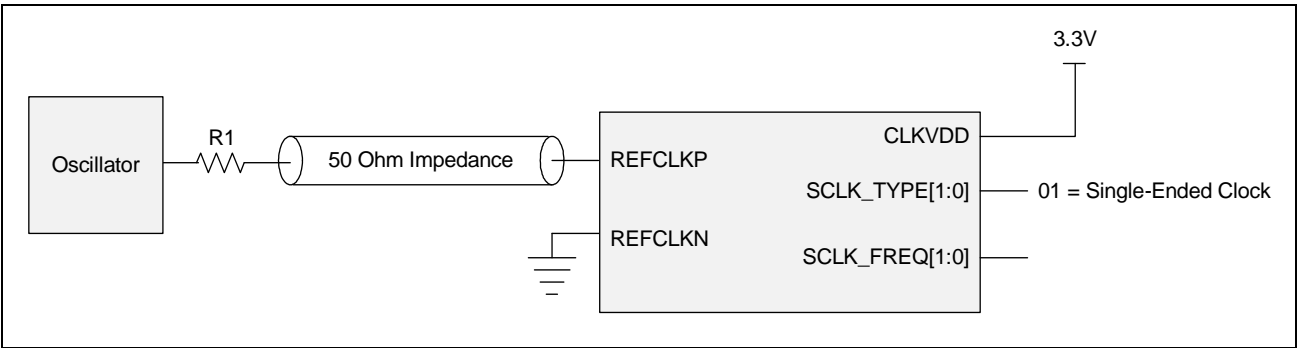 3.3V
CLKVDD
R1
Oscillator
50 Ohm Impedance
REFCLKP
SCLK_TYPE[1:0]
01 = Single-Ended Clock
REFCLKN
SCLK_FREQ[1:0]